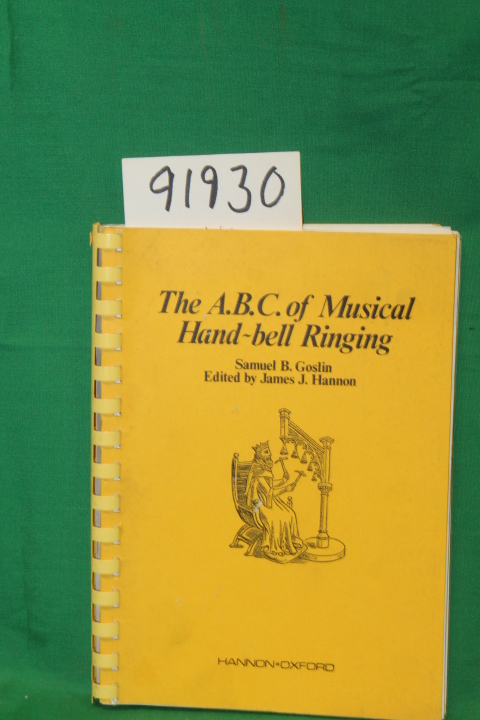 91930
The A.B.C. of Musical
Hand-bell Ringing
Samuel B. Goslin
Edited by James J. Hannon
HANNON•OXFORD